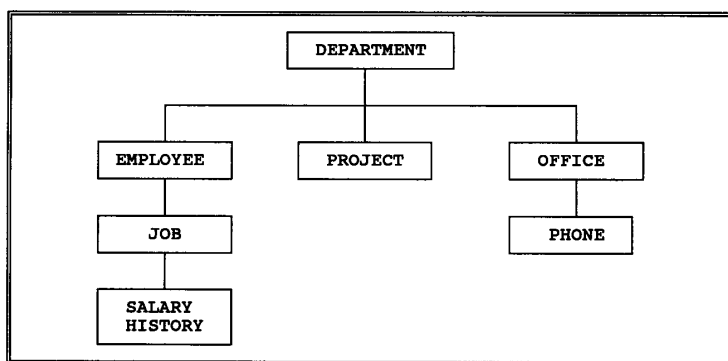 DEPARTMENT
EMPLOYEE
PROJECT
OFFICE
JOB
PHONE
SALARY
HISTORY